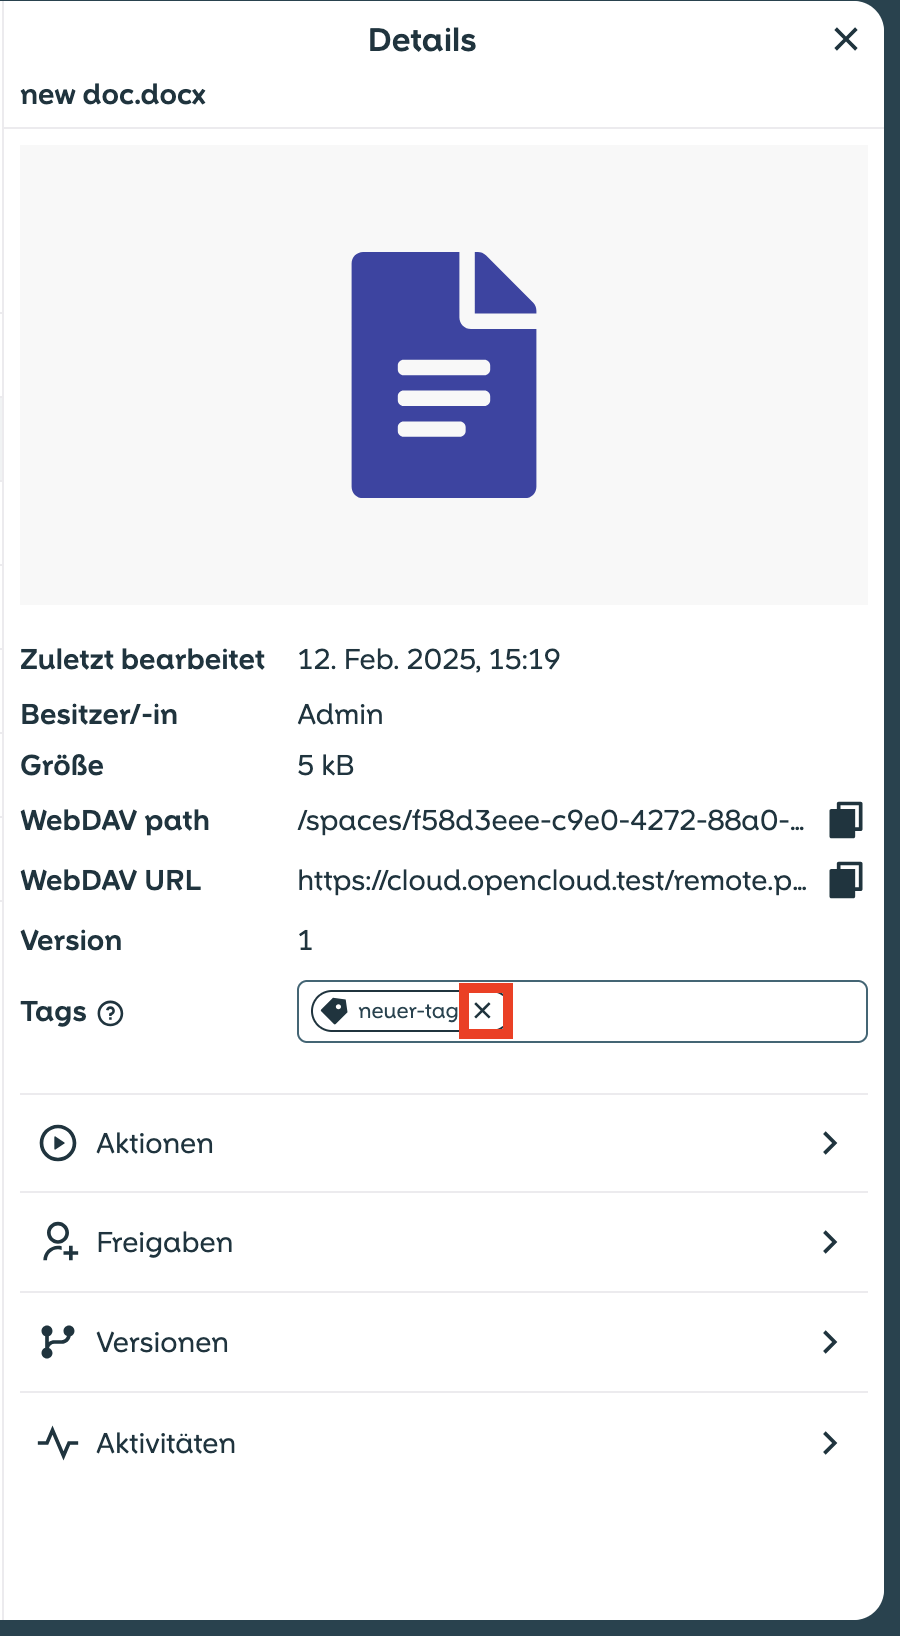 Details
new doc.docx
Zuletzt bearbeitet 12. Feb. 2025, 15:19
Besitzer/-in Admin
Größe 5 kB
WebDAV path /spaces/f58d3eee-c9e0-4272-88a0-...
WebDAV URL https://cloud.opencloud.test/remote.p...
Version 1
Tags ? neuer-tag
Aktionen
Freigaben
Versionen
Aktivitäten